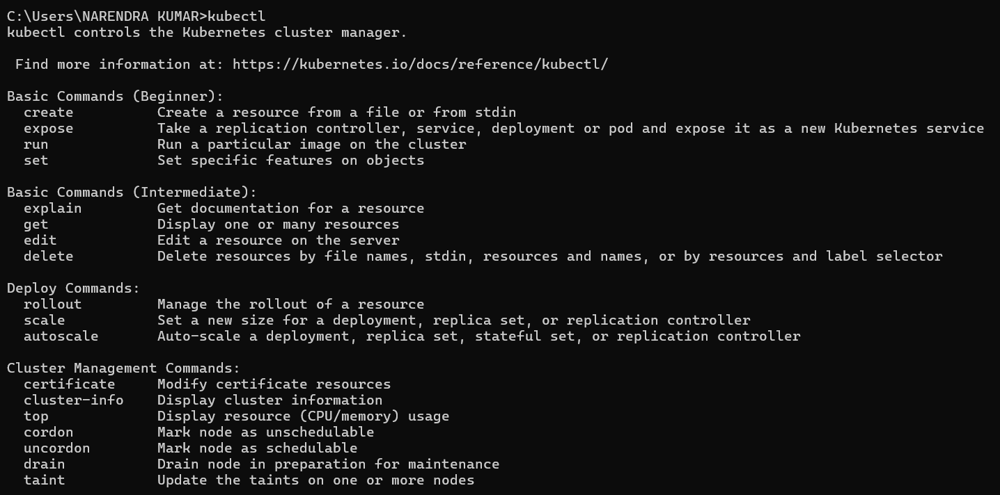 C:\Users\NARENDRA KUMAR>kubectl
kubectl controls the Kubernetes cluster manager.

 Find more information at: https://kubernetes.io/docs/reference/kubectl/

Basic Commands (Beginner):
  create          Create a resource from a file or from stdin
  expose          Take a replication controller, service, deployment or pod and expose it as a new Kubernetes service
  run             Run a particular image on the cluster
  set             Set specific features on objects

Basic Commands (Intermediate):
  explain         Get documentation for a resource
  get             Display one or many resources
  edit            Edit a resource on the server
  delete          Delete resources by file names, stdin, resources and names, or by resources and label selector

Deploy Commands:
  rollout         Manage the rollout of a resource
  scale           Set a new size for a deployment, replica set, or replication controller
  autoscale       Auto-scale a deployment, replica set, stateful set, or replication controller

Cluster Management Commands:
  certificate     Modify certificate resources
  cluster-info    Display cluster information
  top             Display resource (CPU/memory) usage
  cordon          Mark node as unschedulable
  uncordon        Mark node as schedulable
  drain           Drain node in preparation for maintenance
  taint           Update the taints on one or more nodes